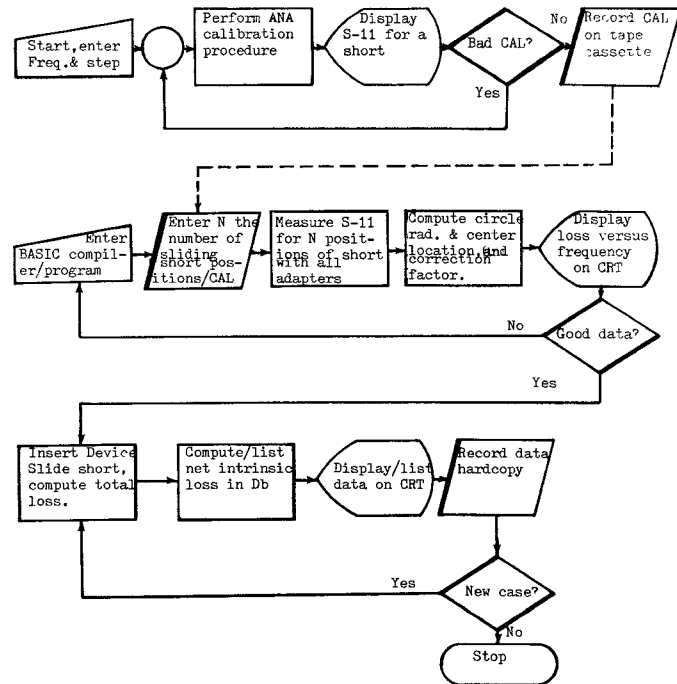 Start,enter
Freq.& step
Perform ANA
calibration
procedure
Display
S-11 for a
short
Bad CAL?
No
Yes
Record CAL
on tape
cassette
Enter
BASIC compil-
er/program
Enter N the
number of
sliding
short pos-
itions/CAL
Measure S-11
for N posit-
ions of short
with all
adapters
Compute circle
rad. & center
location and
correction
factor.
Display
loss versus
frequency
on CRT
Good data?
No
Yes
Insert Device
Slide short,
compute total
loss.
Compute/list
net intrinsic
loss in Db
Display/list
data on CRT
Record data
hardcopy
New case?
Yes
No
Stop